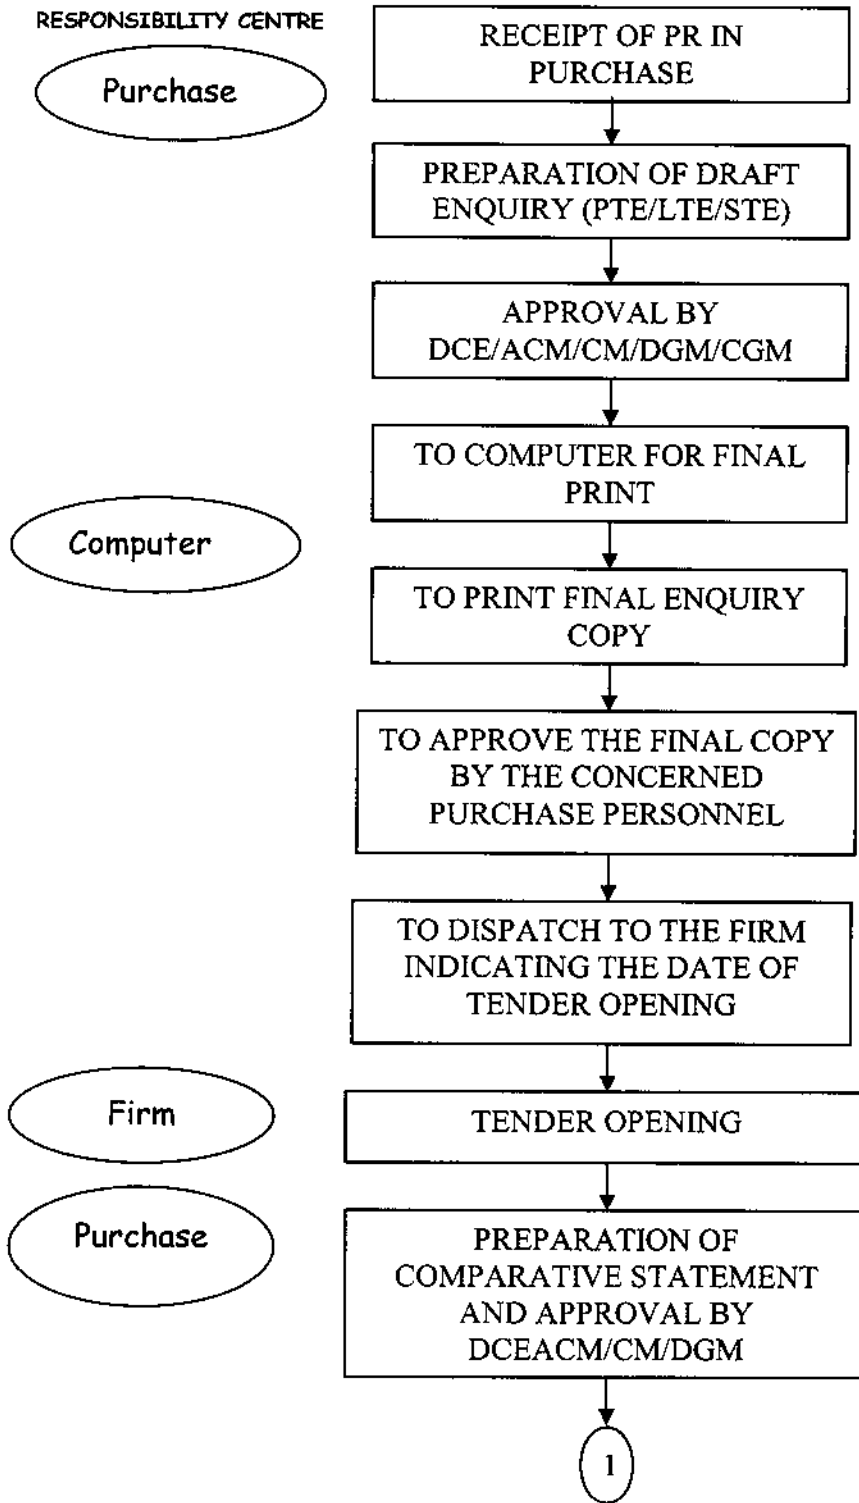 RESPONSIBILITY CENTRE
Purchase
RECEIPT OF PR IN
PURCHASE
PREPARATION OF DRAFT
ENQUIRY (PTE/LTE/STE)
APPROVAL BY
DCE/ACM/CM/DGM/CGM
TO COMPUTER FOR FINAL
PRINT
Computer
TO PRINT FINAL ENQUIRY
COPY
TO APPROVE THE FINAL COPY
BY THE CONCERNED
PURCHASE PERSONNEL
TO DISPATCH TO THE FIRM
INDICATING THE DATE OF
TENDER OPENING
Firm
TENDER OPENING
Purchase
PREPARATION OF
COMPARATIVE STATEMENT
AND APPROVAL BY
DCEACM/CM/DGM
1